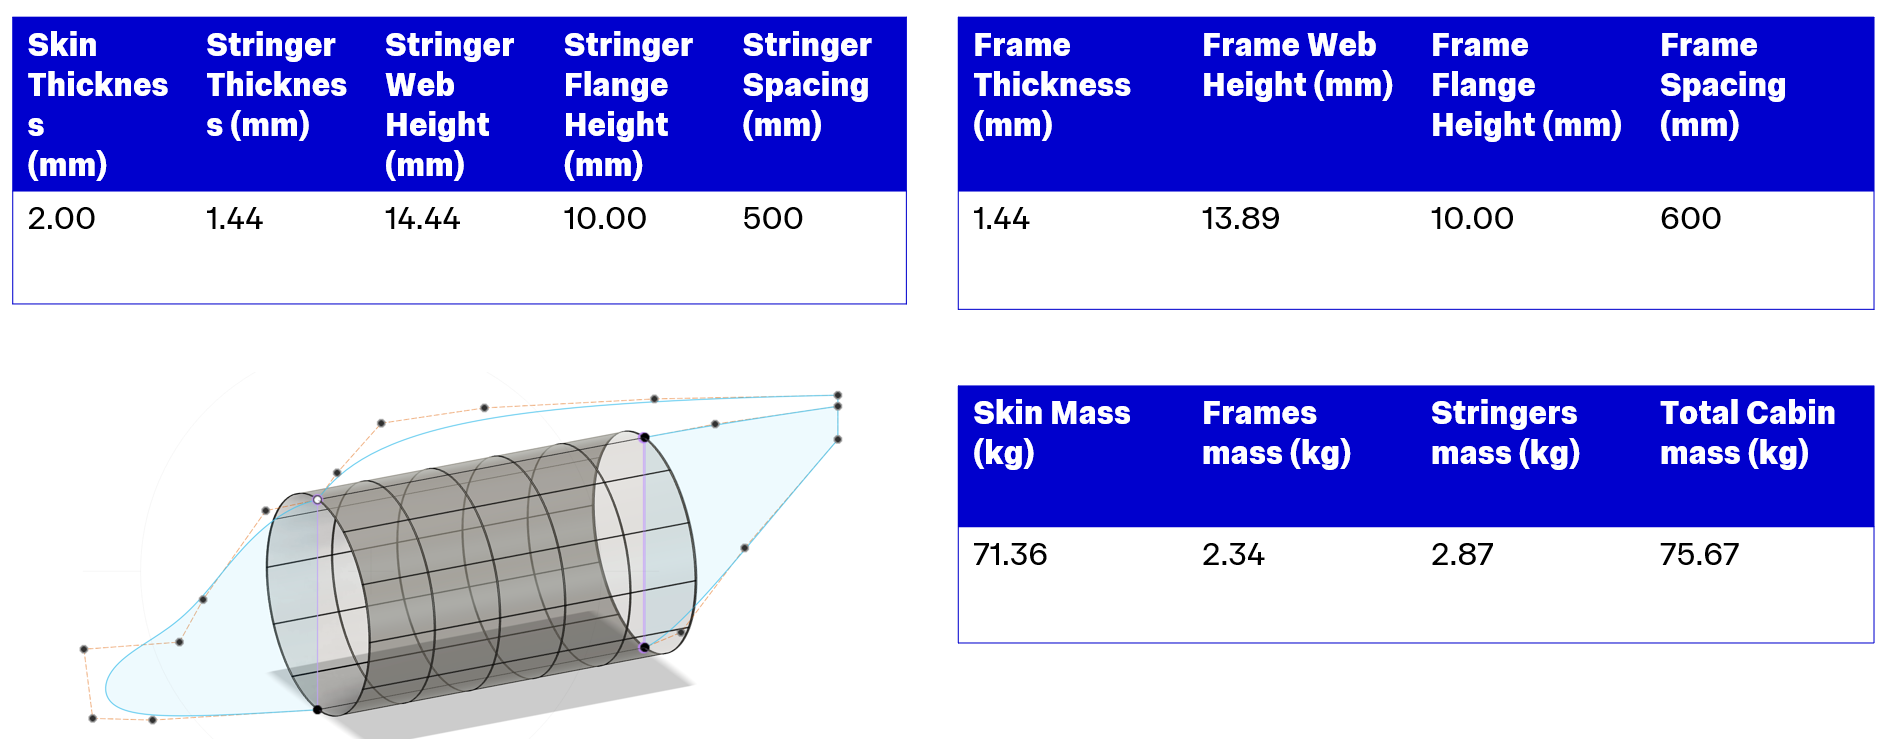 Skin
Thicknes
s
(mm)
Stringer
Thicknes
s (mm)
Stringer
Web
Height
(mm)
Stringer
Flange
Height
(mm)
Stringer
Spacing
(mm)
2.00
1.44
14.44
10.00
500
Frame
Thickness
(mm)
Frame Web
Height (mm)
Frame
Flange
Height (mm)
Frame
Spacing
(mm)
1.44
13.89
10.00
600
Skin Mass
(kg)
Frames
mass (kg)
Stringers
mass (kg)
Total Cabin
mass (kg)
71.36
2.34
2.87
75.67